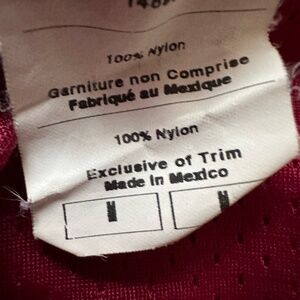 100% Nylon
Garniture non Comprise
Fabriqué au Mexique
100% Nylon
Exclusive of Trim
Made in Mexico